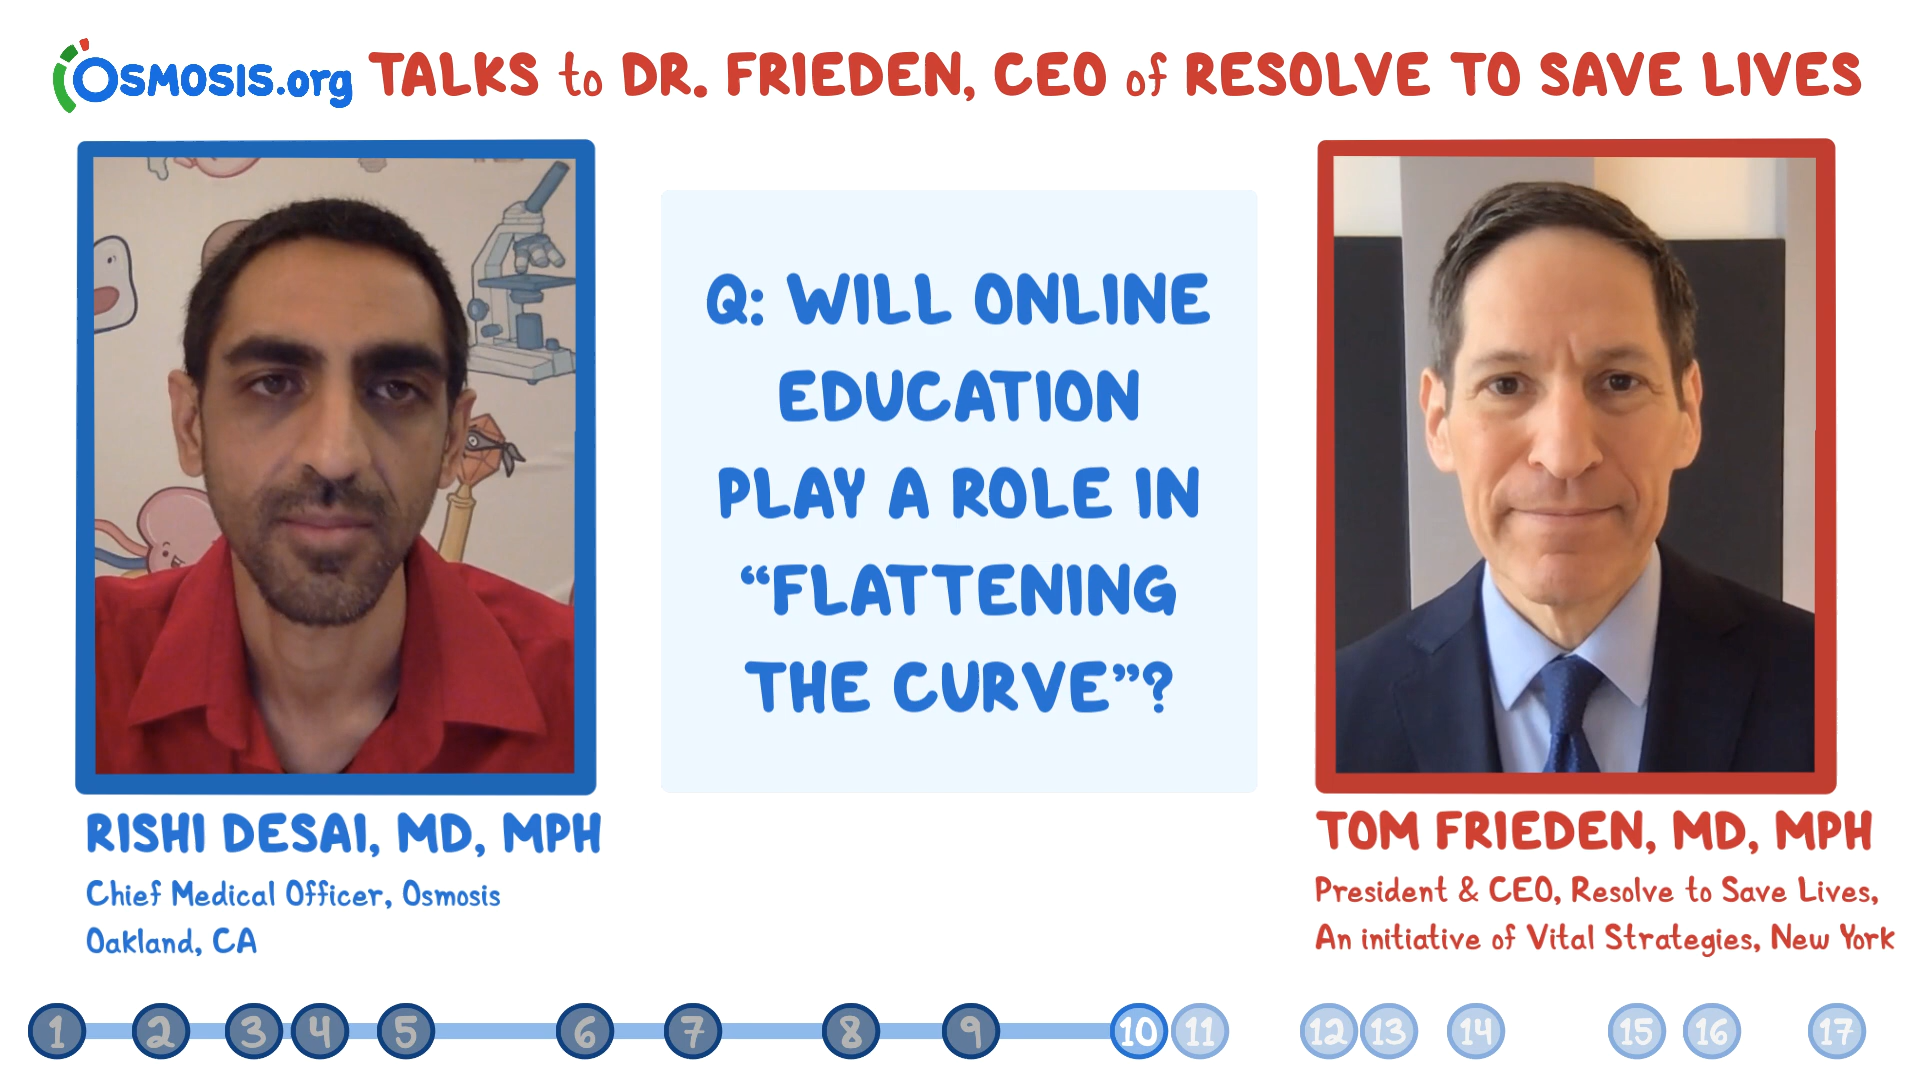 OSMOSIS.org TALKS to DR. FRIEDEN, CEO of RESOLVE TO SAVE LIVES
Q: WILL ONLINE
EDUCATION
PLAY A ROLE IN
“FLATTENING
THE CURVE”?
RISHI DESAI, MD, MPH
Chief Medical Officer, Osmosis
Oakland, CA
TOM FRIEDEN, MD, MPH
President & CEO, Resolve to Save Lives,
An initiative of Vital Strategies, New York
1 2 3 4 5 6 7 8 9 10 11 12 13 14 15 16 17